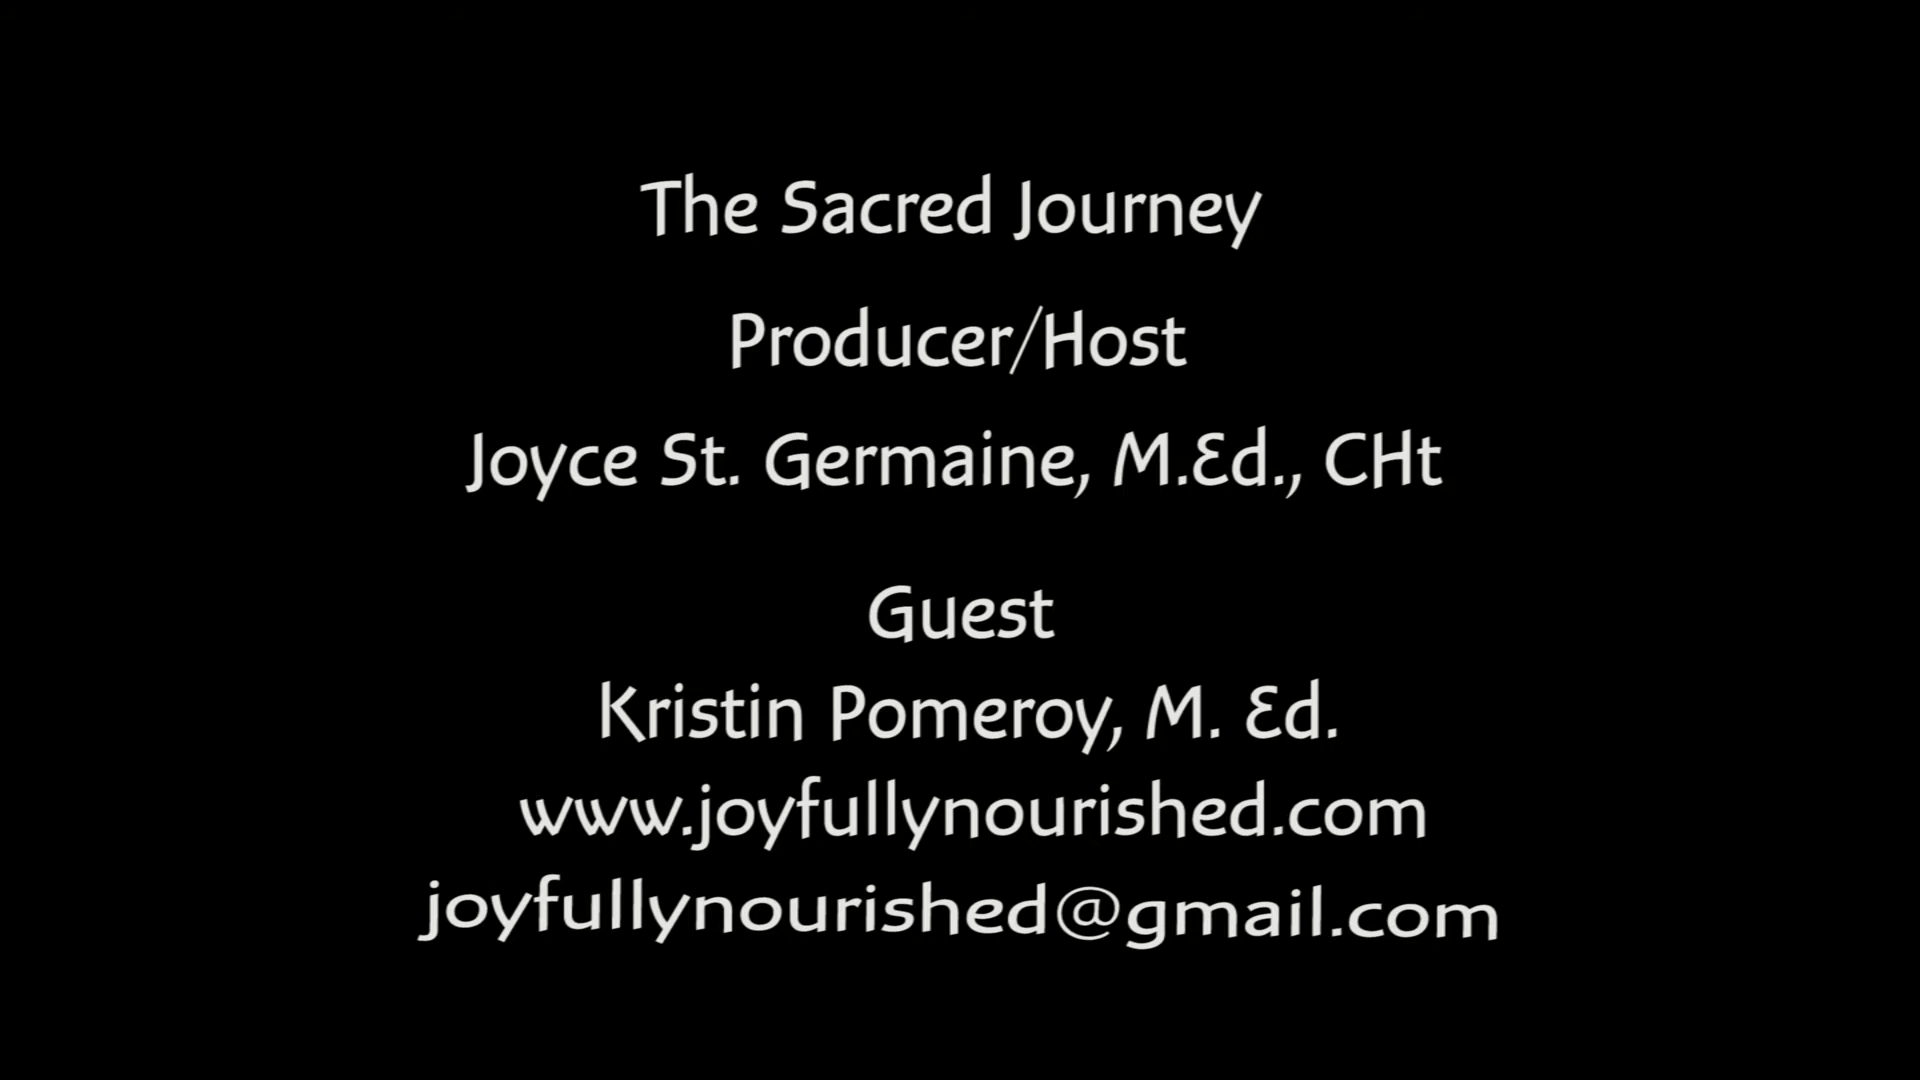 The Sacred Journey
Producer/Host
Joyce St. Germaine, M.Ed., CHt
Guest
Kristin Pomeroy, M. Ed.
www.joyfullynourished.com
joyfullynourished@gmail.com